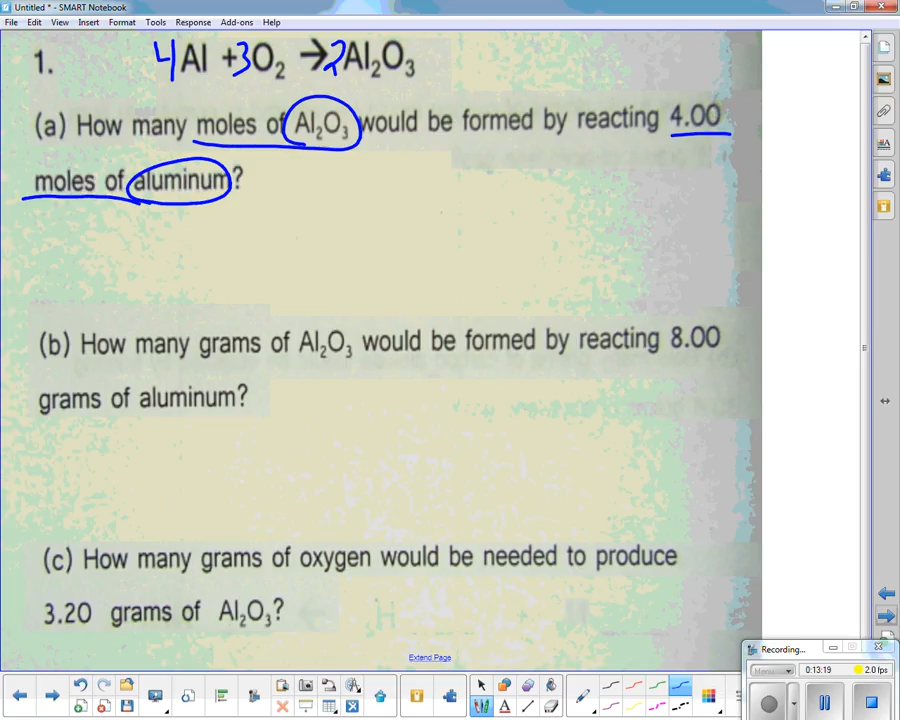 Untitled * - SMART Notebook
File Edit View Insert Format Tools Response Add-ons Help
1. 4Al + 3O₂ → 2Al₂O₃
(a) How many moles of Al₂O₃ would be formed by reacting 4.00
moles of aluminum?
(b) How many grams of Al₂O₃ would be formed by reacting 8.00
grams of aluminum?
(c) How many grams of oxygen would be needed to produce
3.20 grams of Al₂O₃?
Extend Page
Recording...
Menu 0:13:19 2.0 fps